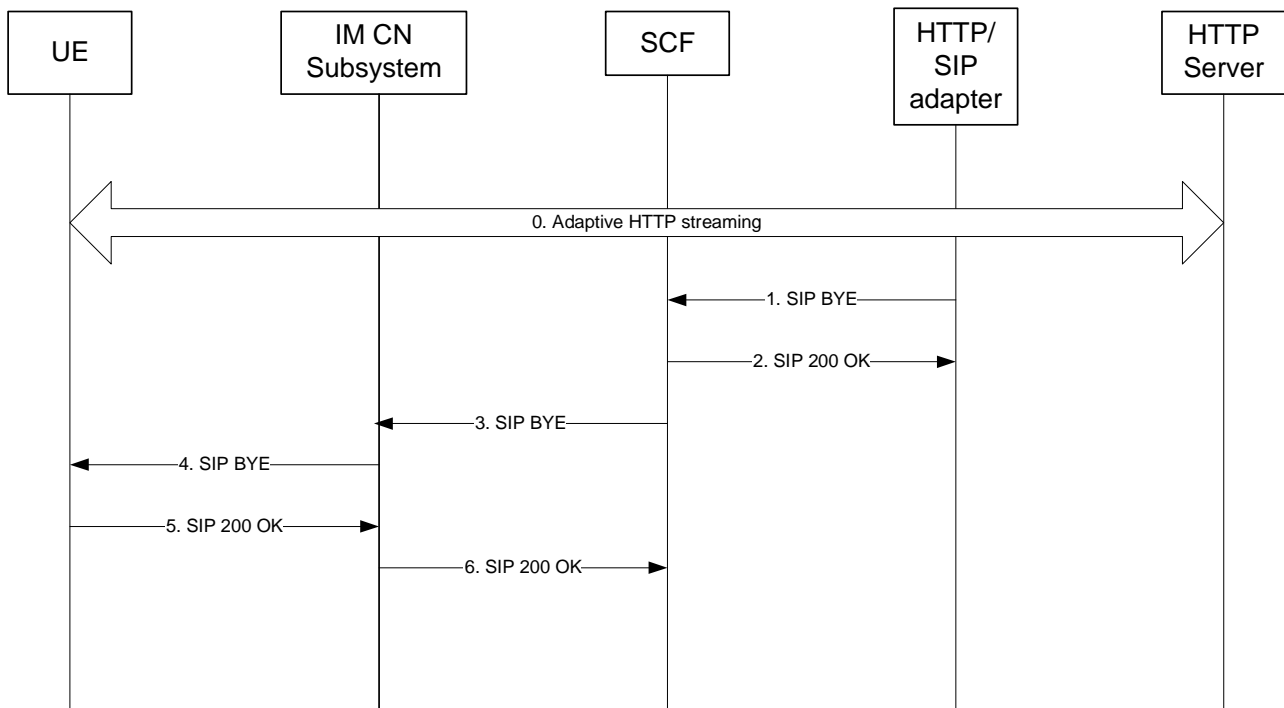 UE
IM CN
Subsystem
SCF
HTTP/
SIP
adapter
HTTP
Server
0. Adaptive HTTP streaming
1. SIP BYE
2. SIP 200 OK
3. SIP BYE
4. SIP BYE
5. SIP 200 OK
6. SIP 200 OK